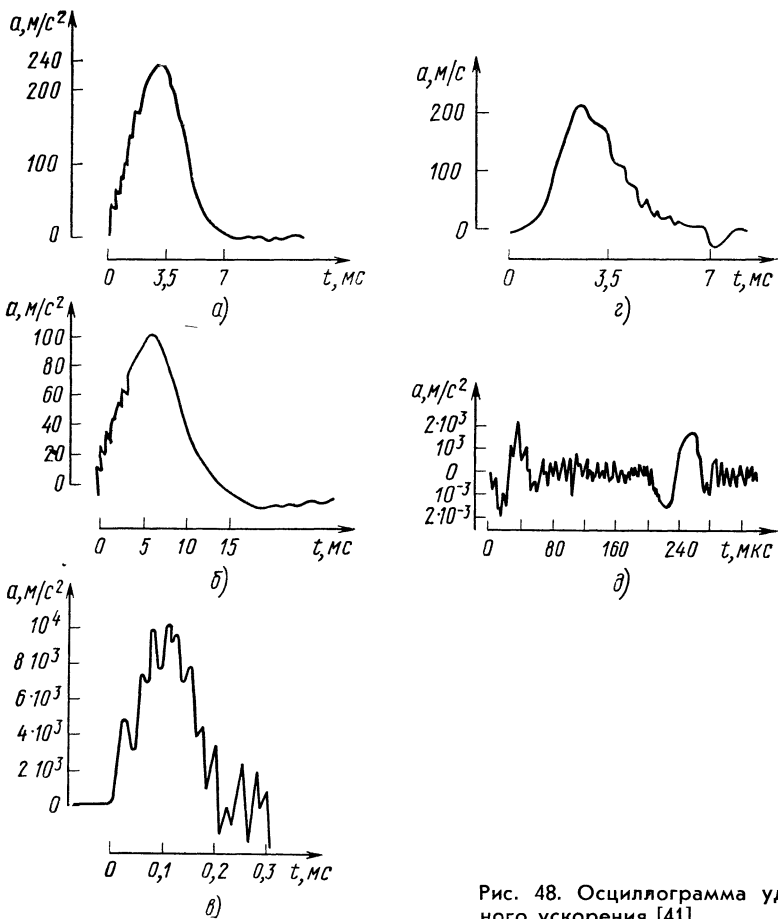 a,м/с²
240
200
100
0
0 3,5 7 t,мс
а)
a,м/с²
100
80
60
40
20
0
0 5 10 15 t,мс
б)
a,м/с²
10⁴
8·10³
6·10³
4·10³
2·10³
0
0 0,1 0,2 0,3 t,мс
в)
a,м/с
200
100
0
0 3,5 7 t,мс
г)
a,м/с²
2·10³
10³
0
10⁻³
2·10⁻³
0 80 160 240 t,мкс
д)
Рис. 48. Осциллограмма уд
ного ускорения [41]